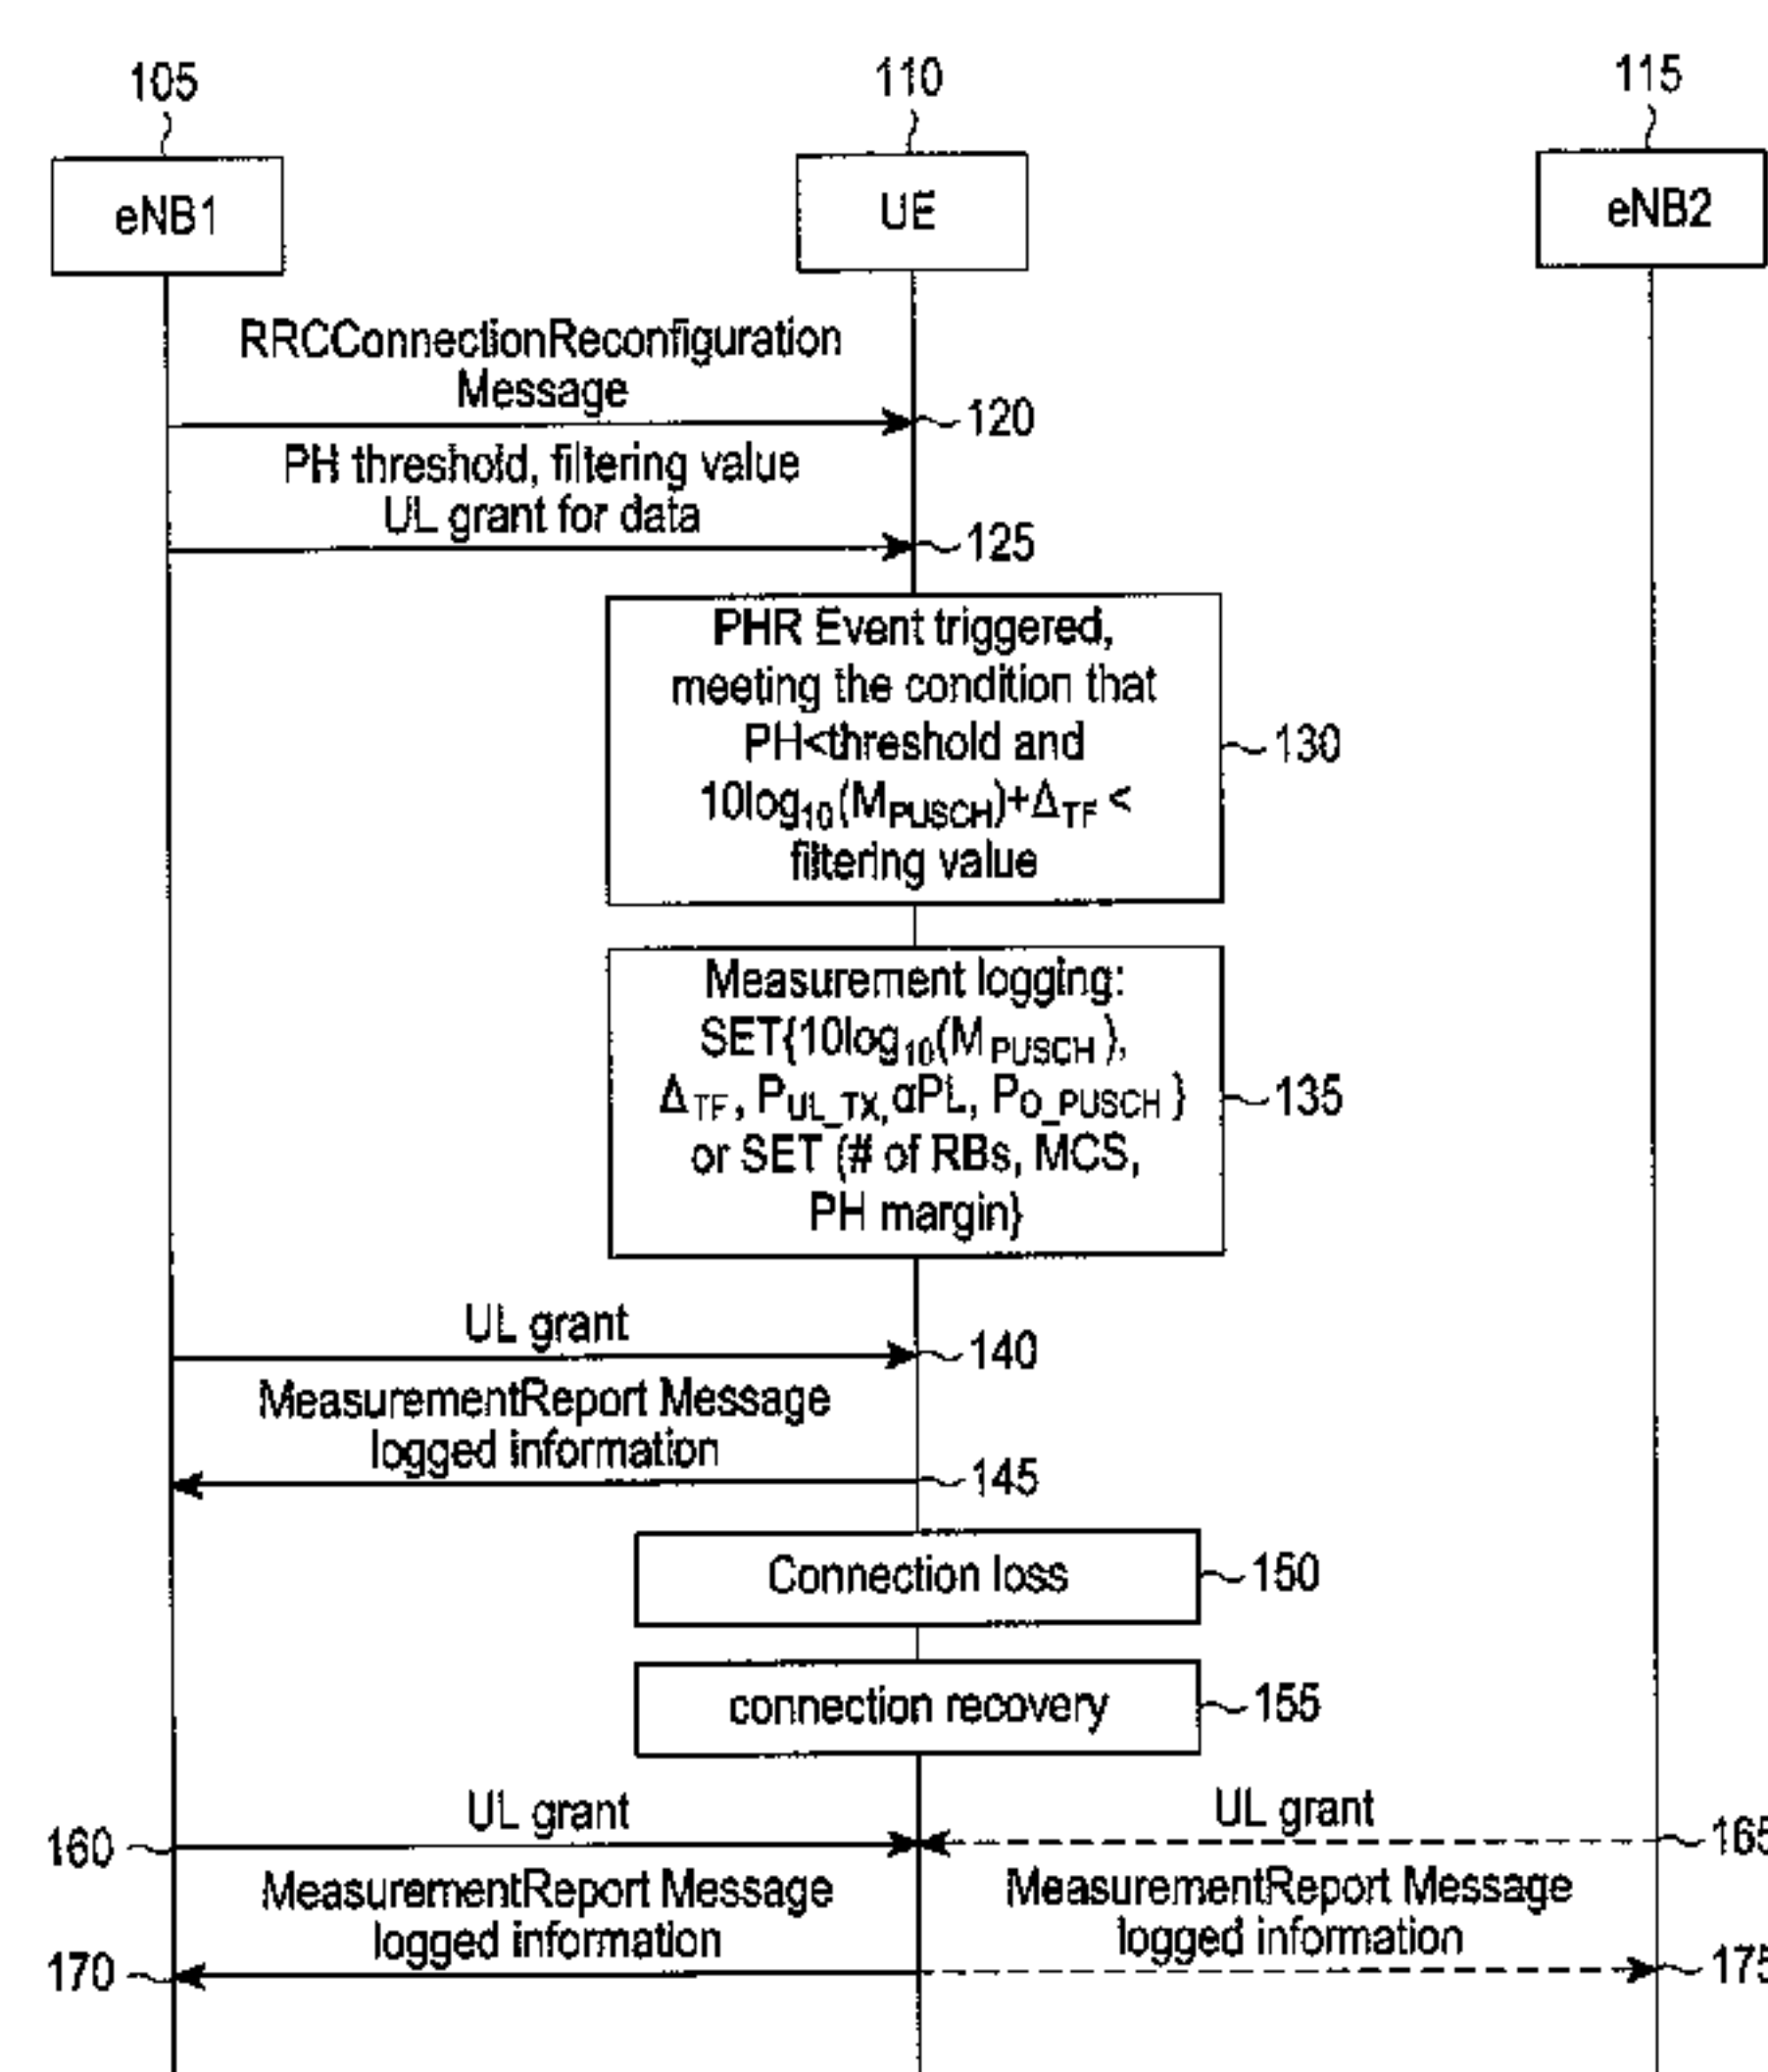 105
110
115
eNB1
UE
eNB2
RRCConnectionReconfiguration
Message
120
PH threshold, filtering value
UL grant for data
125
PHR Event triggered,
meeting the condition that
PH<threshold and
10log10(MPUSCH)+ΔTF <
filtering value
130
Measurement logging:
SET{10log10(MPUSCH),
ΔTF, PUL_TX, αPL, PO_PUSCH}
or SET (# of RBs, MCS,
PH margin}
135
UL grant
140
MeasurementReport Message
logged information
145
Connection loss
150
connection recovery
155
UL grant
UL grant
160
165
MeasurementReport Message
logged information
MeasurementReport Message
logged information
170
175